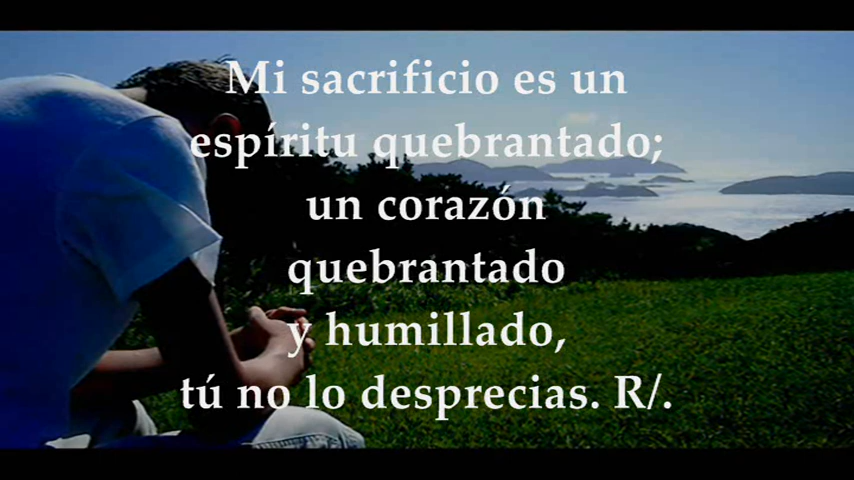 Mi sacrificio es un
espíritu quebrantado;
un corazón
quebrantado
y humillado,
tú no lo desprecias. R/.